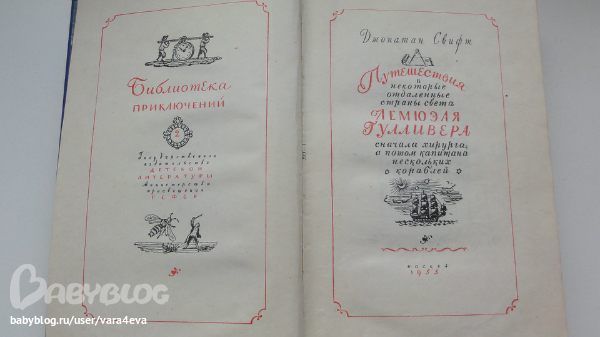 Библиотека
ПРИКЛЮЧЕНИЙ
2
Государственное
издательство
ДЕТСКОЙ
ЛИТЕРАТУРЫ
Министерства
просвещения
РСФСР
Джонатан Свифт
Путешествия
в
некоторые
отдаленные
страны света
ЛЕМЮЭЛЯ
ГУЛЛИВЕРА
сначала хирурга,
а потом капитана
нескольких
кораблей
МОСКВА
1955
BABYBLOG
babyblog.ru/user/vara4eva